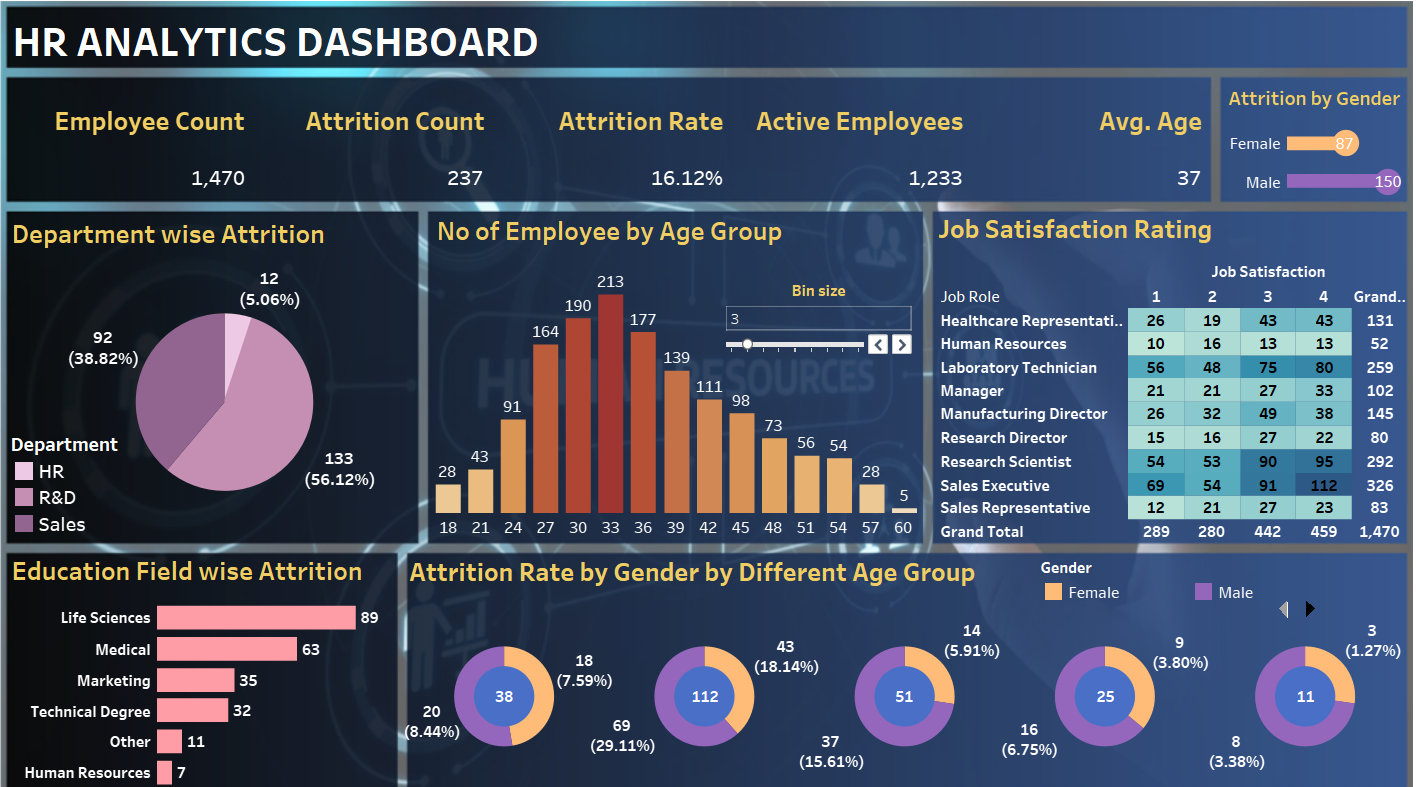 HR ANALYTICS DASHBOARD
Employee Count Attrition Count Attrition Rate Active Employees Avg. Age
1,470 237 16.12% 1,233 37
Attrition by Gender
Female 87
Male 150
Department wise Attrition
12
(5.06%)
92
(38.82%)
133
(56.12%)
Department
HR
R&D
Sales
No of Employee by Age Group
Bin size
3
28 43 91 164 190 213 177 139 111 98 73 56 54 28 5
18 21 24 27 30 33 36 39 42 45 48 51 54 57 60
HUMAN RESOURCES
Job Satisfaction Rating
Job Satisfaction
Job Role 1 2 3 4 Grand..
Healthcare Representati.. 26 19 43 43 131
Human Resources 10 16 13 13 52
Laboratory Technician 56 48 75 80 259
Manager 21 21 27 33 102
Manufacturing Director 26 32 49 38 145
Research Director 15 16 27 22 80
Research Scientist 54 53 90 95 292
Sales Executive 69 54 91 112 326
Sales Representative 12 21 27 23 83
Grand Total 289 280 442 459 1,470
Education Field wise Attrition
Life Sciences 89
Medical 63
Marketing 35
Technical Degree 32
Other 11
Human Resources 7
Attrition Rate by Gender by Different Age Group
Gender
Female Male
18
(7.59%)
38
20
(8.44%)
43
(18.14%)
112
69
(29.11%)
14
(5.91%)
51
37
(15.61%)
9
(3.80%)
25
16
(6.75%)
3
(1.27%)
11
8
(3.38%)